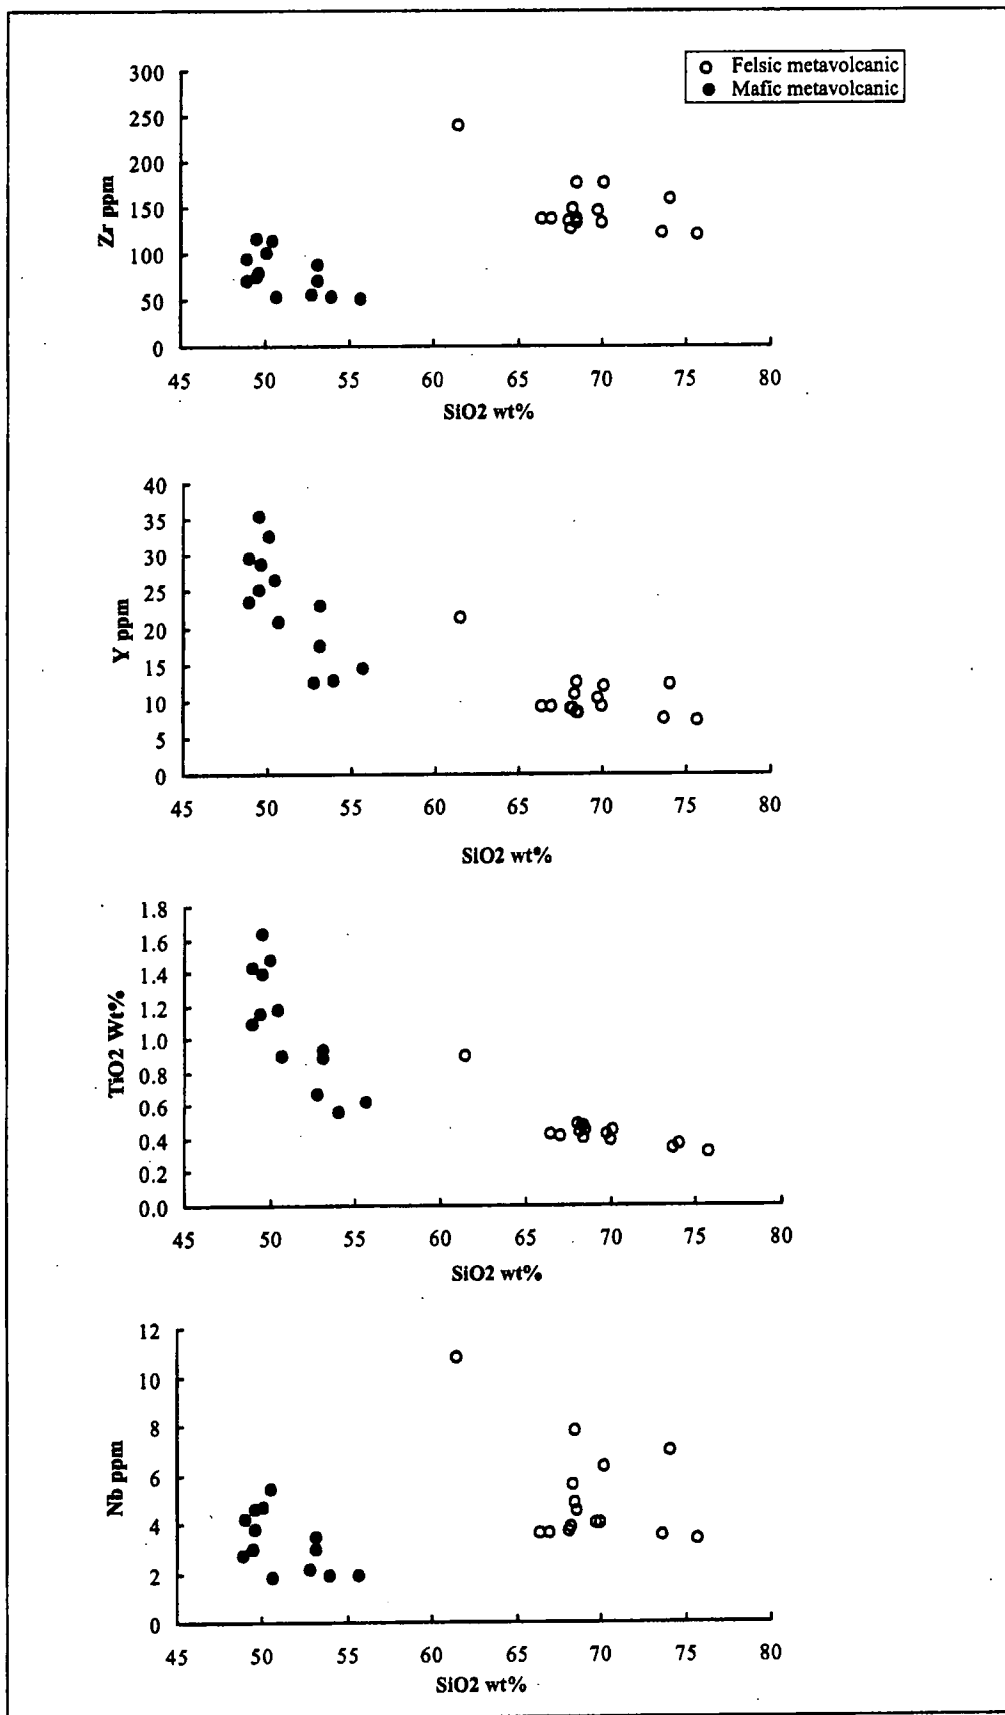 Felsic metavolcanic
Mafic metavolcanic
300
250
200
150
100
50
0
Zr ppm
45 50 55 60 65 70 75 80
SiO2 wt%
40
35
30
25
20
15
10
5
0
Y ppm
45 50 55 60 65 70 75 80
SiO2 wt%
1.8
1.6
1.4
1.2
1.0
0.8
0.6
0.4
0.2
0.0
TiO2 Wt%
45 50 55 60 65 70 75 80
SiO2 wt%
12
10
8
6
4
2
0
Nb ppm
45 50 55 60 65 70 75 80
SiO2 wt%